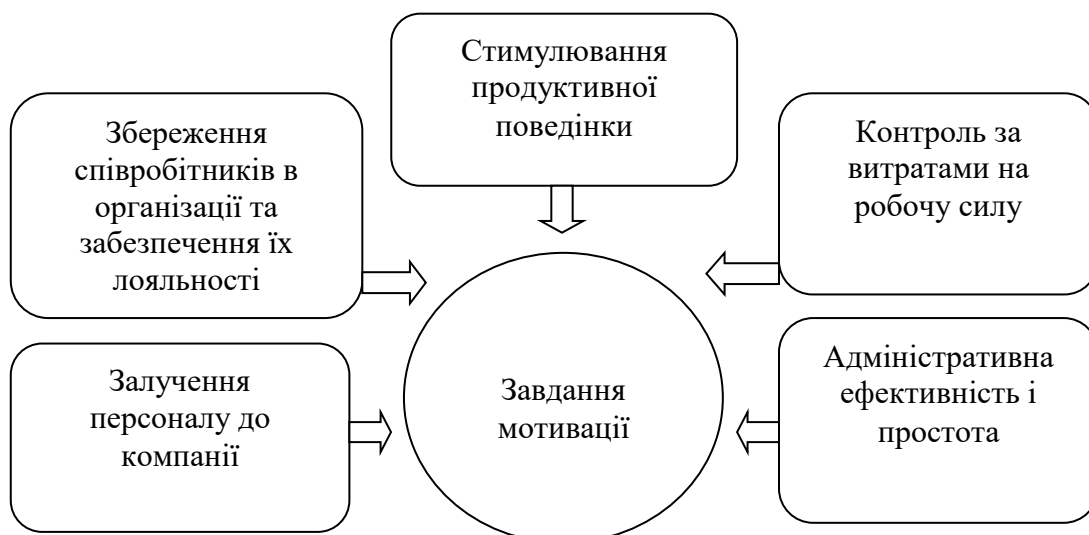 Стимулювання
продуктивної
поведінки
Збереження
співробітників в
організації та
забезпечення їх
лояльності
Контроль за
витратами на
робочу силу
Залучення
персоналу до
компанії
Завдання
мотивації
Адміністративна
ефективність і
простота